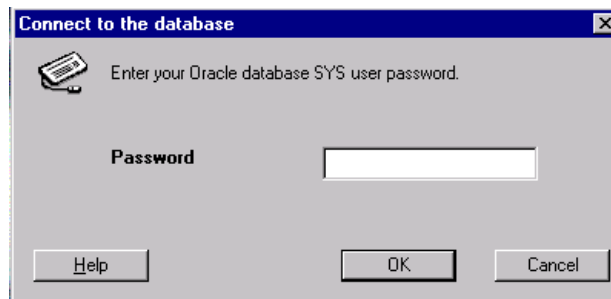 Connect to the database
Enter your Oracle database SYS user password.
Password
Help OK Cancel